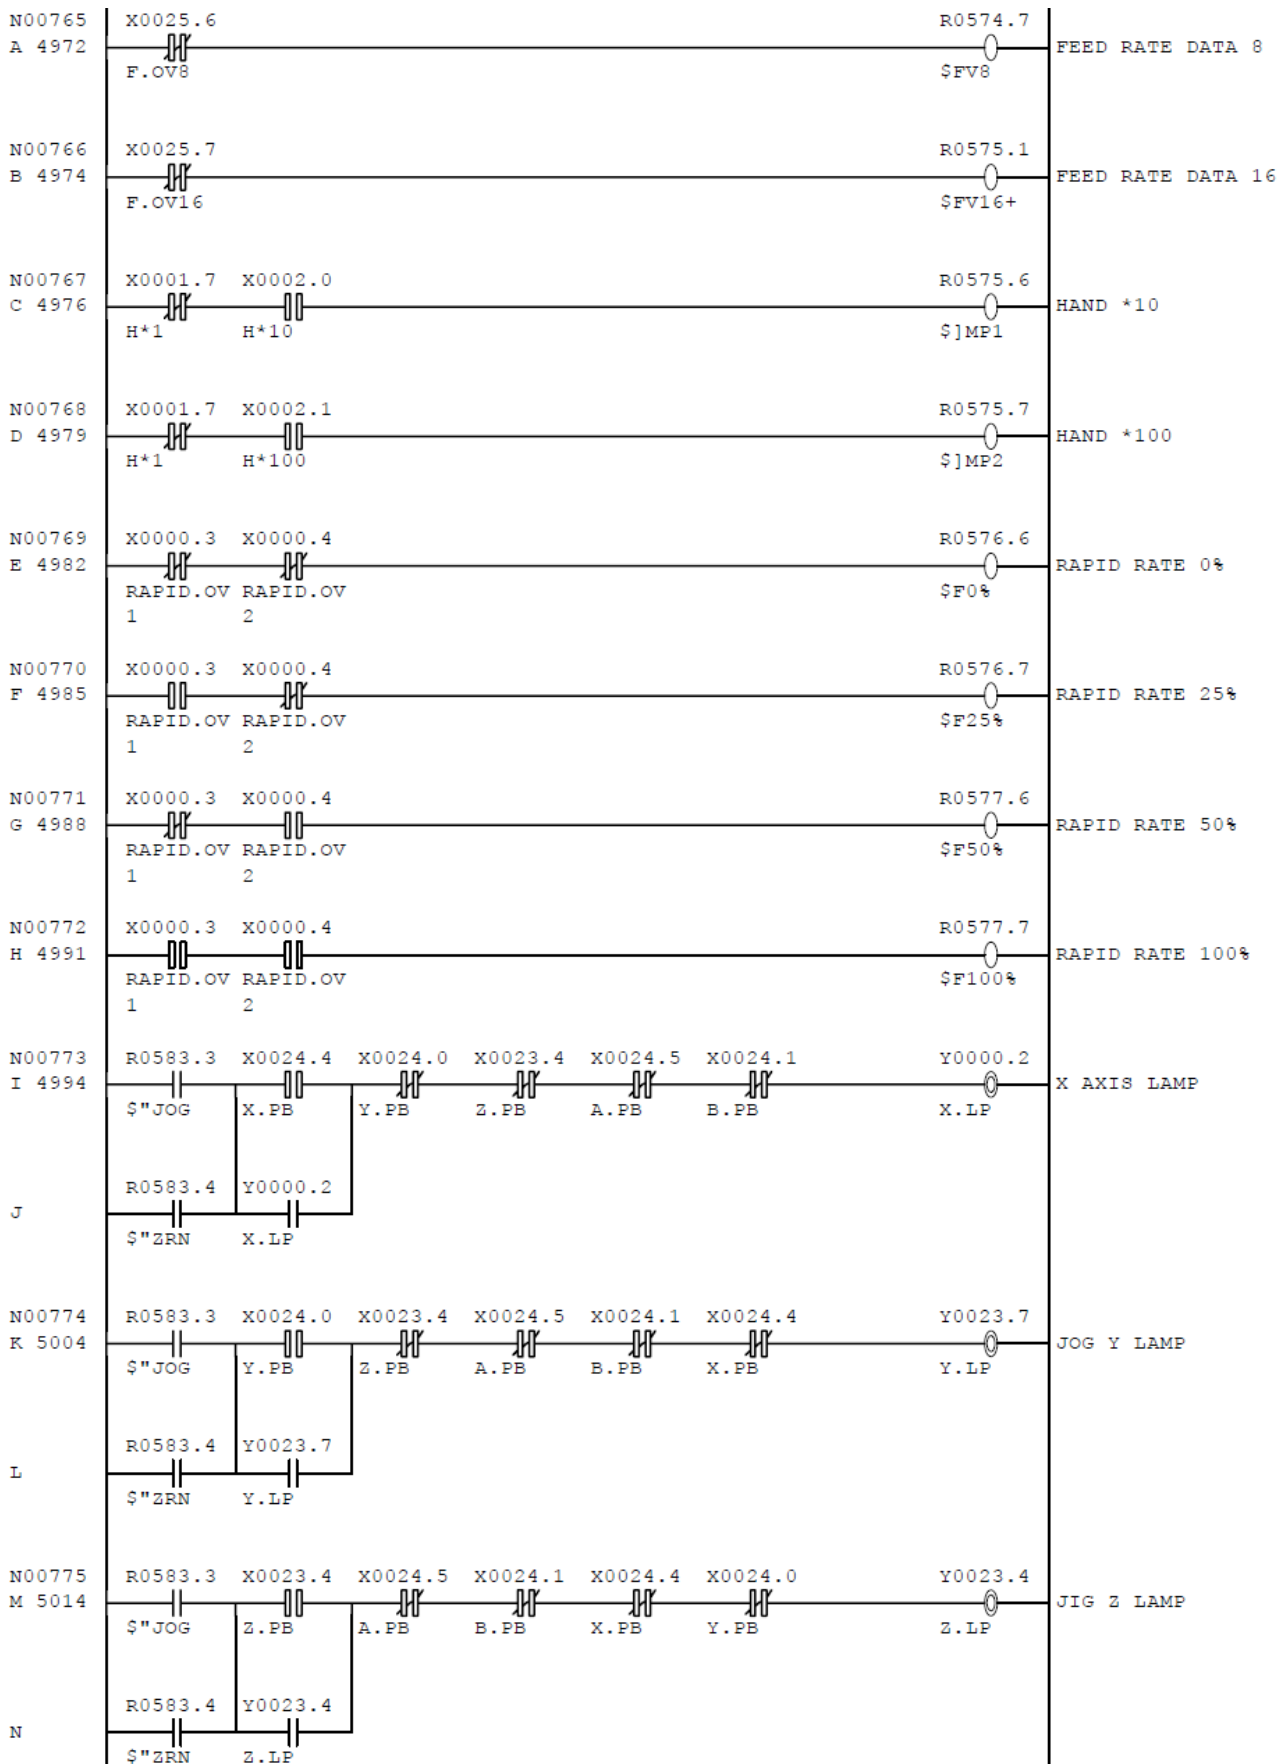 N00765 X0025.6 R0574.7
A 4972 FEED RATE DATA 8
F.OV8 $FV8
N00766 X0025.7 R0575.1
B 4974 FEED RATE DATA 16
F.OV16 $FV16+
N00767 X0001.7 X0002.0 R0575.6
C 4976 HAND *10
H*1 H*10 $]MP1
N00768 X0001.7 X0002.1 R0575.7
D 4979 HAND *100
H*1 H*100 $]MP2
N00769 X0000.3 X0000.4 R0576.6
E 4982 RAPID RATE 0%
RAPID.OV RAPID.OV $F0%
1 2
N00770 X0000.3 X0000.4 R0576.7
F 4985 RAPID RATE 25%
RAPID.OV RAPID.OV $F25%
1 2
N00771 X0000.3 X0000.4 R0577.6
G 4988 RAPID RATE 50%
RAPID.OV RAPID.OV $F50%
1 2
N00772 X0000.3 X0000.4 R0577.7
H 4991 RAPID RATE 100%
RAPID.OV RAPID.OV $F100%
1 2
N00773 R0583.3 X0024.4 X0024.0 X0023.4 X0024.5 X0024.1 Y0000.2
I 4994 X AXIS LAMP
$"JOG X.PB Y.PB Z.PB A.PB B.PB X.LP
R0583.4 Y0000.2
J
$"ZRN X.LP
N00774 R0583.3 X0024.0 X0023.4 X0024.5 X0024.1 X0024.4 Y0023.7
K 5004 JOG Y LAMP
$"JOG Y.PB Z.PB A.PB B.PB X.PB Y.LP
R0583.4 Y0023.7
L
$"ZRN Y.LP
N00775 R0583.3 X0023.4 X0024.5 X0024.1 X0024.4 X0024.0 Y0023.4
M 5014 JIG Z LAMP
$"JOG Z.PB A.PB B.PB X.PB Y.PB Z.LP
R0583.4 Y0023.4
N
$"ZRN Z.LP